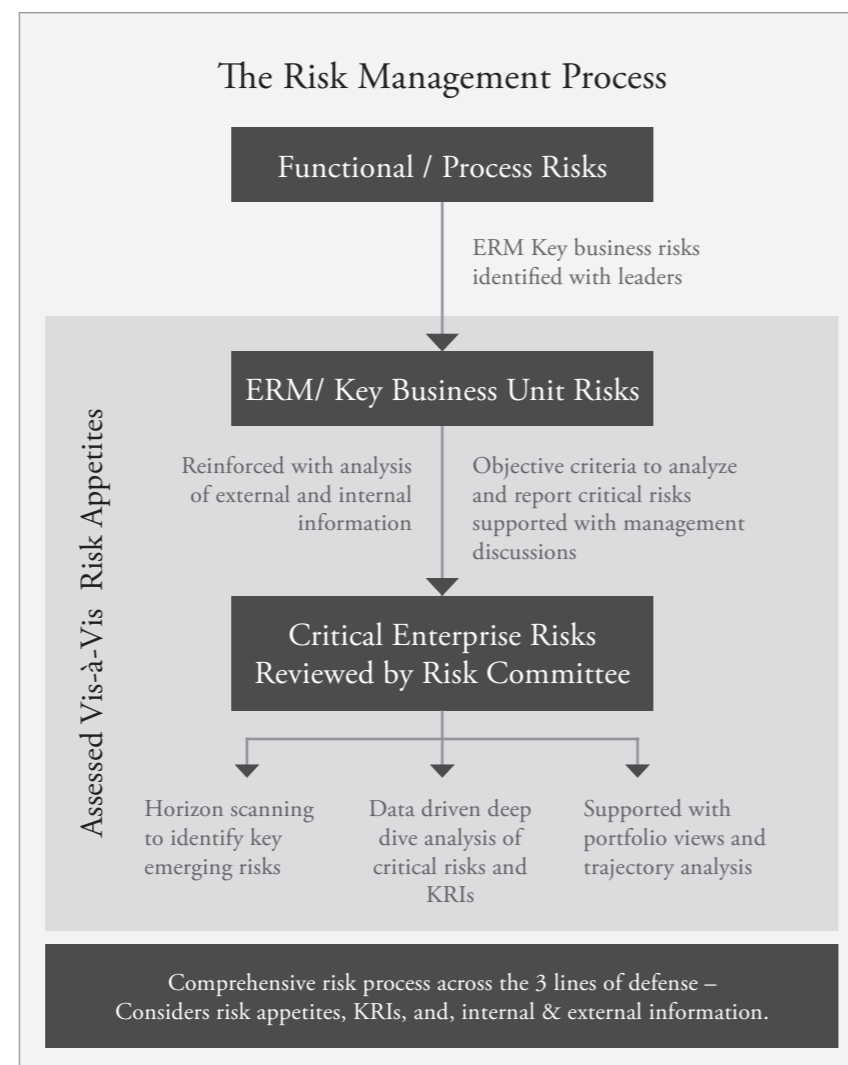 The Risk Management Process
Functional / Process Risks
ERM Key business risks
identified with leaders
Assessed Vis-à-Vis Risk Appetites
ERM/ Key Business Unit Risks
Reinforced with analysis
of external and internal
information
Objective criteria to analyze
and report critical risks
supported with management
discussions
Critical Enterprise Risks
Reviewed by Risk Committee
Horizon scanning
to identify key
emerging risks
Data driven deep
dive analysis of
critical risks and
KRIs
Supported with
portfolio views and
trajectory analysis
Comprehensive risk process across the 3 lines of defense –
Considers risk appetites, KRIs, and, internal & external information.